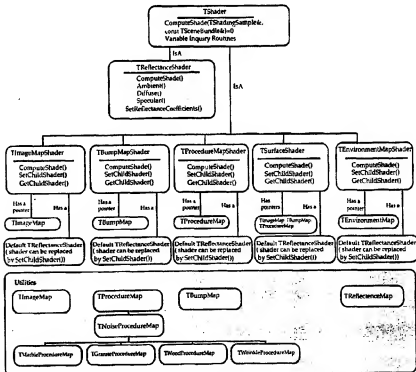 TShader
ComputeShade(TShadingSample&,
const TSceneBundle&)=0
Variable Inquiry Routines
IsA
IsA
TReflectanceShader
ComputeShade()
Ambient()
Diffuse()
Specular()
SetReflectanceCoefficients()
TImageMapShader
ComputeShade()
SetChildShader()
GetChildShader()
TBumpMapShader
ComputeShade()
SetChildShader()
GetChildShader()
TProcedureMapShader
ComputeShade()
SetChildShader()
GetChildShader()
TSurfaceShader
ComputeShade()
SetChildShader()
GetChildShader()
TEnvironmentMapShader
ComputeShade()
SetChildShader()
GetChildShader()
Has a pointer
Has a
Has a pointer
Has a
Has a pointer
Has a
Has a pointer
Has a
Has a pointer
Has a
TImageMap
TBumpMap
TProcedureMap
TImageMap TBumpMap
TProcedureMap
TEnvironmentMap
Default TReflectanceShader
( shader can be replaced
by SetChildShader())
Default TReflectanceShader
( shader can be replaced
by SetChildShader())
Default TReflectanceShader
( shader can be replaced
by SetChildShader())
Default TReflectanceShader
( shader can be replaced
by SetChildShader())
Default TReflectanceShader
( shader can be replaced
by SetChildShader())
Utilities
TImageMap
TProcedureMap
TBumpMap
TReflectanceMap
TNoiseProcedureMap
TMarbleProcedureMap
TGraniteProcedureMap
TWoodProcedureMap
TWrinkleProcedureMap